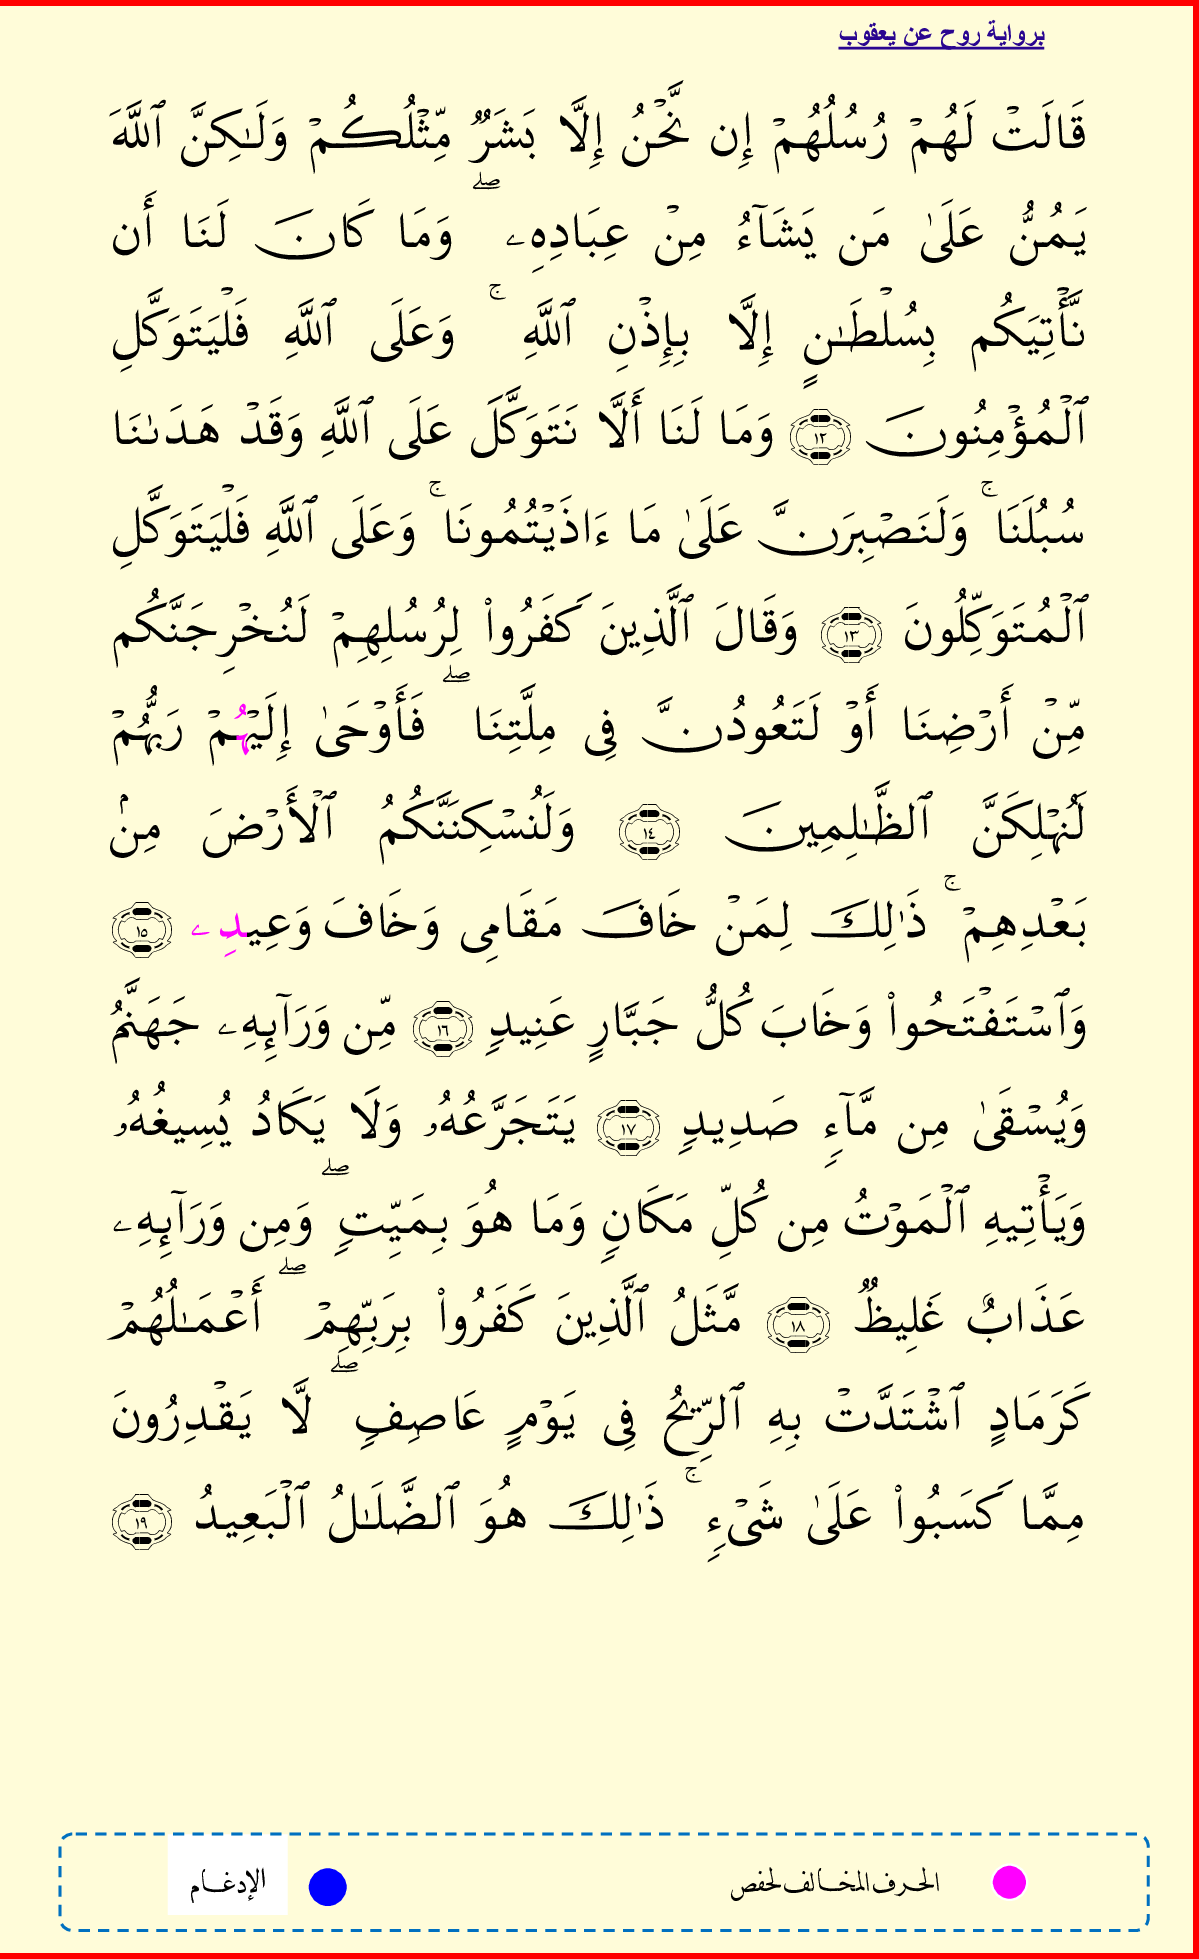 برواية روح عن يعقوب
قَالَتۡ لَهُمۡ رُسُلُهُمۡ إِن نَّحۡنُ إِلَّا بَشَرٞ مِّثۡلُكُمۡ وَلَٰكِنَّ ٱللَّهَ
يَمُنُّ عَلَىٰ مَن يَشَآءُ مِنۡ عِبَادِهِۦۖ وَمَا كَانَ لَنَا أَن
نَّأۡتِيَكُم بِسُلۡطَٰنٍ إِلَّا بِإِذۡنِ ٱللَّهِۚ وَعَلَى ٱللَّهِ فَلۡيَتَوَكَّلِ
ٱلۡمُؤۡمِنُونَ ١٢ وَمَا لَنَا أَلَّا نَتَوَكَّلَ عَلَى ٱللَّهِ وَقَدۡ هَدَىٰنَا
سُبُلَنَاۚ وَلَنَصۡبِرَنَّ عَلَىٰ مَا ءَاذَيۡتُمُونَاۚ وَعَلَى ٱللَّهِ فَلۡيَتَوَكَّلِ
ٱلۡمُتَوَكِّلُونَ ١٣ وَقَالَ ٱلَّذِينَ كَفَرُواْ لِرُسُلِهِمۡ لَنُخۡرِجَنَّكُم
مِّنۡ أَرۡضِنَا أَوۡ لَتَعُودُنَّ فِي مِلَّتِنَاۖ فَأَوۡحَىٰ إِلَيۡهُمۡ رَبُّهُمۡ
لَنُهۡلِكَنَّ ٱلظَّٰلِمِينَ ١٤ وَلَنُسۡكِنَنَّكُمُ ٱلۡأَرۡضَ مِنۢ
بَعۡدِهِمۡۚ ذَٰلِكَ لِمَنۡ خَافَ مَقَامِي وَخَافَ وَعِيدِۦ ١٥
وَٱسۡتَفۡتَحُواْ وَخَابَ كُلُّ جَبَّارٍ عَنِيدٖ ١٦ مِّن وَرَآئِهِۦ جَهَنَّمُ
وَيُسۡقَىٰ مِن مَّآءٖ صَدِيدٖ ١٧ يَتَجَرَّعُهُۥ وَلَا يَكَادُ يُسِيغُهُۥ
وَيَأۡتِيهِ ٱلۡمَوۡتُ مِن كُلِّ مَكَانٖ وَمَا هُوَ بِمَيِّتٖۖ وَمِن وَرَآئِهِۦ
عَذَابٌ غَلِيظٞ ١٨ مَّثَلُ ٱلَّذِينَ كَفَرُواْ بِرَبِّهِمۡۖ أَعۡمَٰلُهُمۡ
كَرَمَادٍ ٱشۡتَدَّتۡ بِهِ ٱلرِّيحُ فِي يَوۡمٍ عَاصِفٖۖ لَّا يَقۡدِرُونَ
مِمَّا كَسَبُواْ عَلَىٰ شَيۡءٖۚ ذَٰلِكَ هُوَ ٱلضَّلَٰلُ ٱلۡبَعِيدُ ١٩
الحرف المخالف لحفص
الإدغام